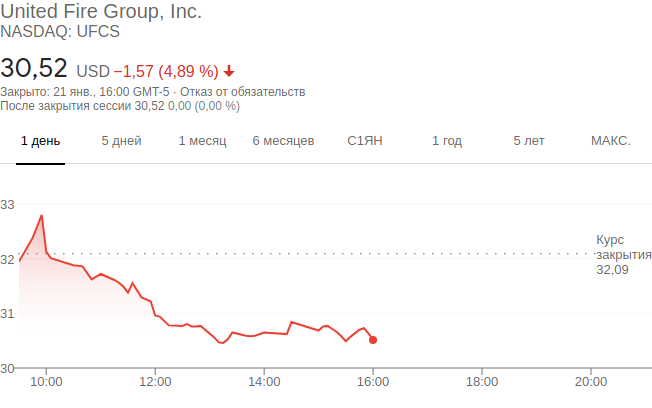 United Fire Group, Inc.
NASDAQ: UFCS
30,52 USD −1,57 (4,89 %)
Закрыто: 21 янв., 16:00 GMT-5 · Отказ от обязательств
После закрытия сессии 30,52 0,00 (0,00 %)
1 день 5 дней 1 месяц 6 месяцев С1ЯН 1 год 5 лет МАКС.
33
Курс
закрытия
32,09
32
31
30
10:00 12:00 14:00 16:00 18:00 20:00